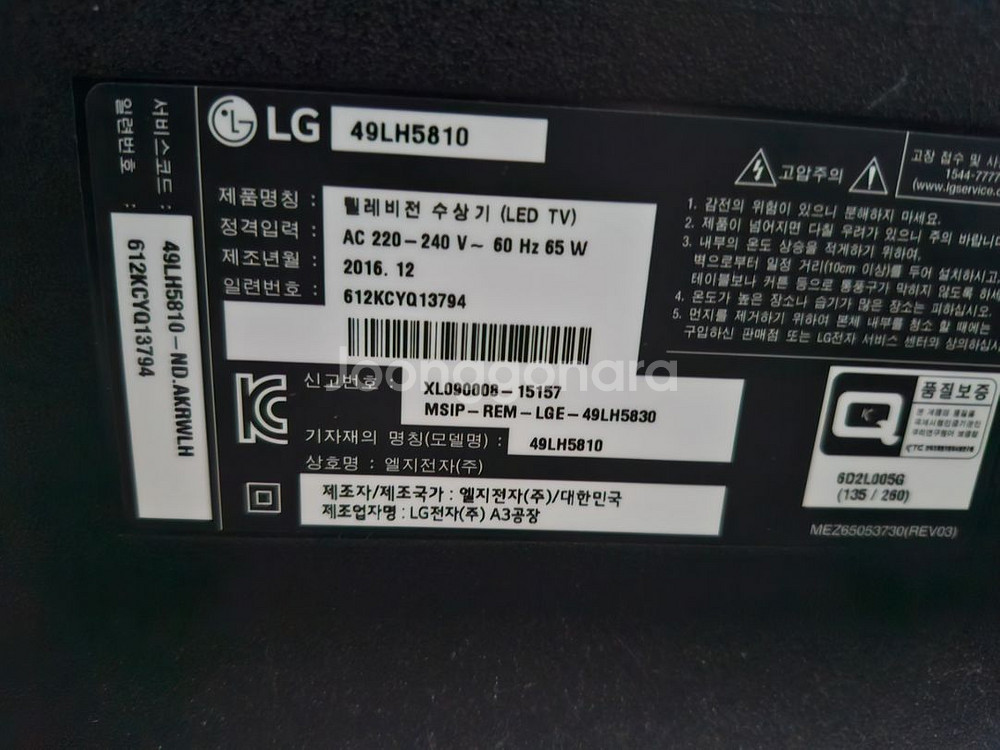 서비스코드 :
49LH5810-ND.AKRWLH
일련번호 :
612KCYQ13794
LG 49LH5810
제품명칭 : 텔레비전 수상기 (LED TV)
정격입력 : AC 220-240 V~ 60 Hz 65 W
제조년월 : 2016. 12
일련번호 : 612KCYQ13794
joonggonara
신고번호 XL090008-15157
MSIP-REM-LGE-49LH5830
기자재의 명칭(모델명) : 49LH5810
상호명 : 엘지전자(주)
제조자/제조국가 : 엘지전자(주)/대한민국
제조업자명 : LG전자(주) A3공장
고압주의
고장 접수 및 사
1544-7777
(www.lgservice.
1. 감전의 위험이 있으니 분해하지 마세요.
2. 제품이 넘어지면 다칠 우려가 있으니 주의 바랍니다
3. 내부의 온도 상승을 적게하기 위하여,
벽으로부터 일정 거리(10cm 이상)를 두어 설치하시고,
테이블보나 커튼 등으로 통풍구가 막히지 않도록 하세
4. 온도가 높은 장소나 습기가 많은 장소는 피하십시오.
5. 먼지를 제거하기 위하여 본체 내부를 청소 할 때에는
구입하신 판매점 또는 LG전자 서비스 센터와 상의하십시
품질보증
6D2L005G
(135 / 260)
MEZ65053730(REV03)